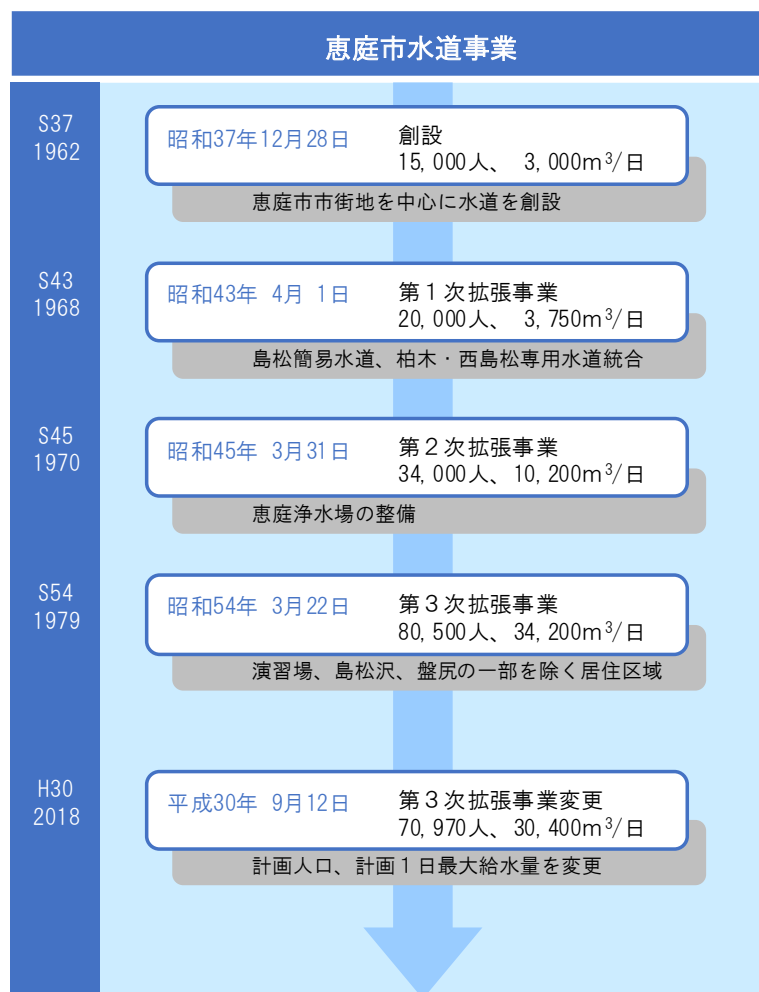 恵庭市水道事業
S37
1962
昭和37年12月28日
創設
15,000人、 3,000m³/日
恵庭市市街地を中心に水道を創設
S43
1968
昭和43年 4月 1日
第１次拡張事業
20,000人、 3,750m³/日
島松簡易水道、柏木・西島松専用水道統合
S45
1970
昭和45年 3月31日
第２次拡張事業
34,000人、10,200m³/日
恵庭浄水場の整備
S54
1979
昭和54年 3月22日
第３次拡張事業
80,500人、34,200m³/日
演習場、島松沢、盤尻の一部を除く居住区域
H30
2018
平成30年 9月12日
第３次拡張事業変更
70,970人、30,400m³/日
計画人口、計画１日最大給水量を変更